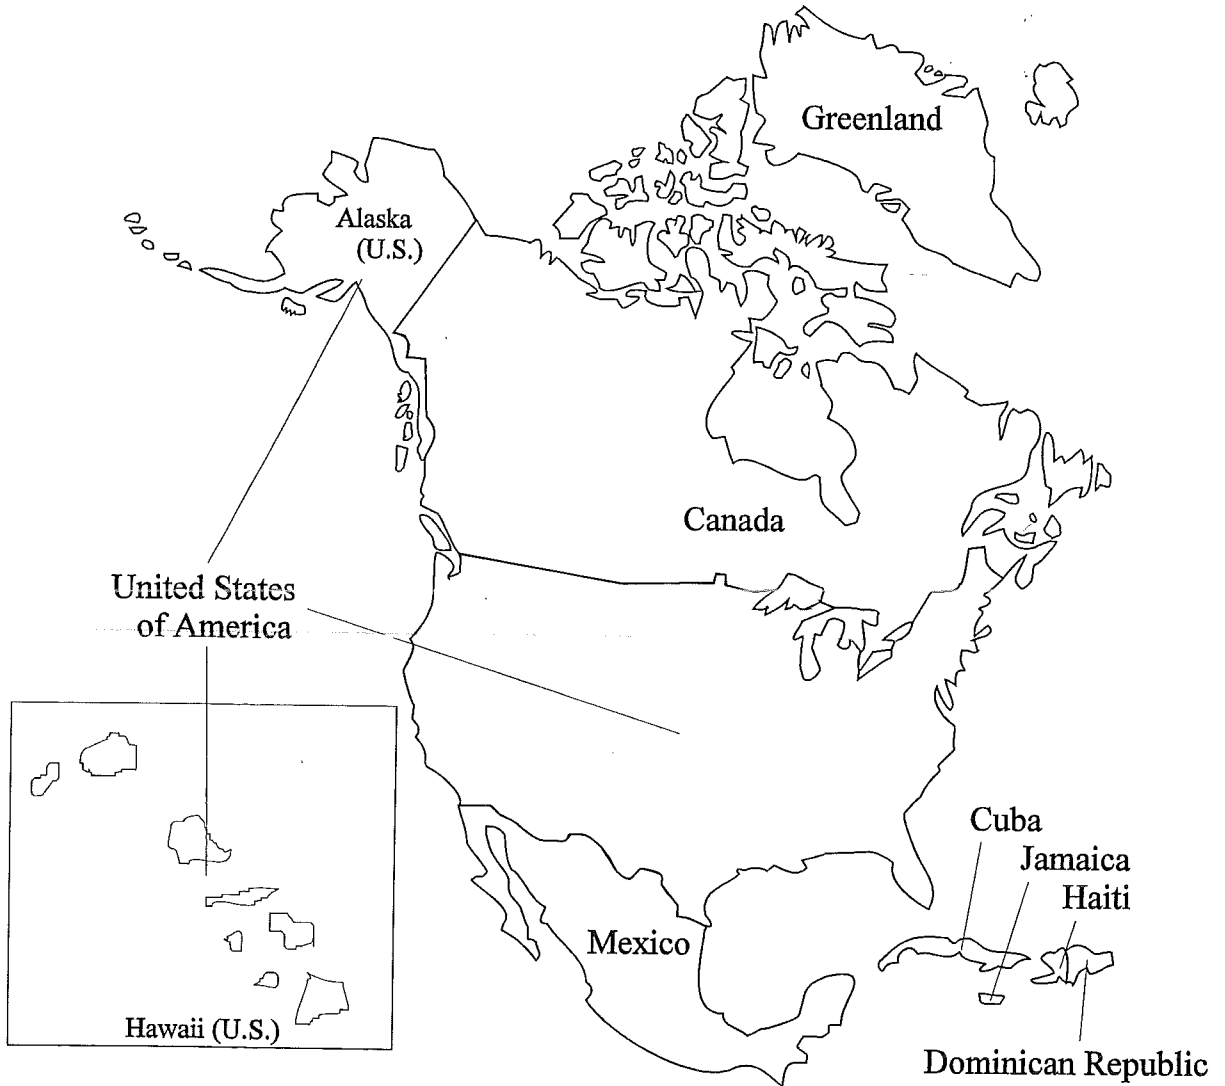 Greenland
Alaska
(U.S.)
Canada
United States
of America
Cuba
Jamaica
Haiti
Mexico
Hawaii (U.S.)
Dominican Republic